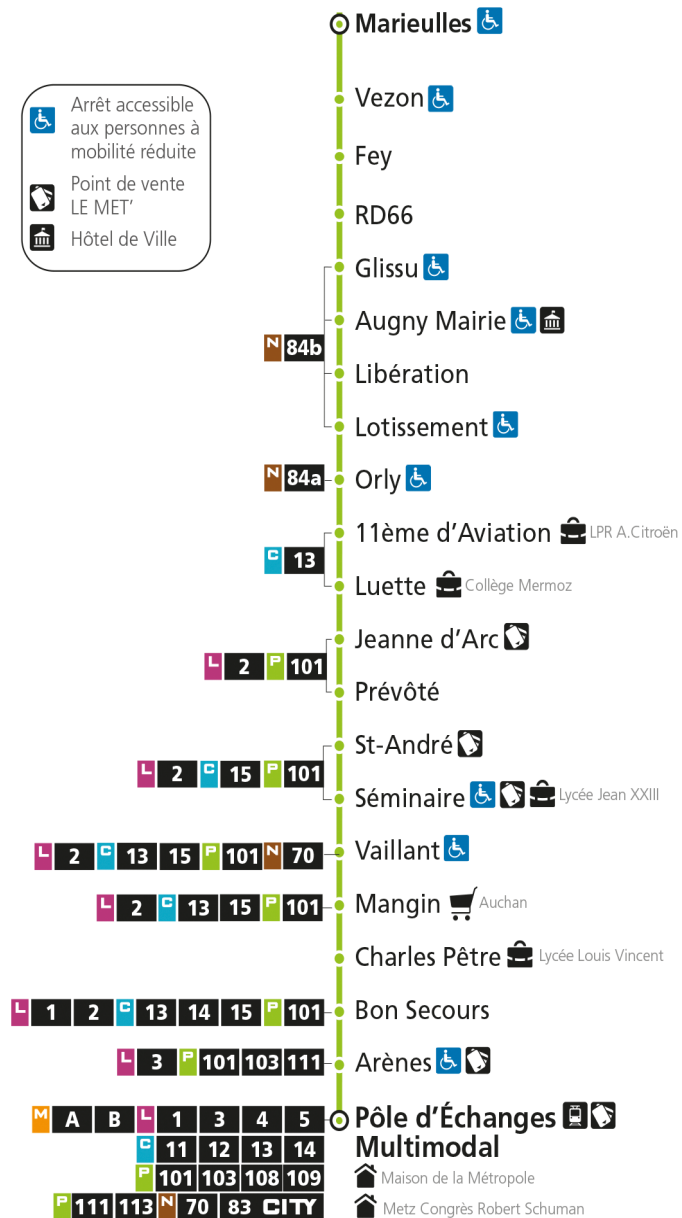 Marieulles
Arrêt accessible
aux personnes à
mobilité réduite
Point de vente
LE MET'
Hôtel de Ville
Vezon
Fey
RD66
Glissu
Augny Mairie
N 84b
Libération
Lotissement
N 84a
Orly
11ème d'Aviation LPR A.Citroën
C 13
Luette Collège Mermoz
Jeanne d'Arc
L 2 P 101
Prévôté
St-André
L 2 C 15 P 101
Séminaire Lycée Jean XXIII
L 2 C 13 15 P 101 N 70 Vaillant
L 2 C 13 15 P 101 Mangin Auchan
Charles Pêtre Lycée Louis Vincent
L 1 2 C 13 14 15 P 101 Bon Secours
L 3 P 101 103 111 Arènes
M A B L 1 3 4 5 Pôle d'Échanges
C 11 12 13 14 Multimodal
P 101 103 108 109 Maison de la Métropole
P 111 113 N 70 83 CITY Metz Congrès Robert Schuman